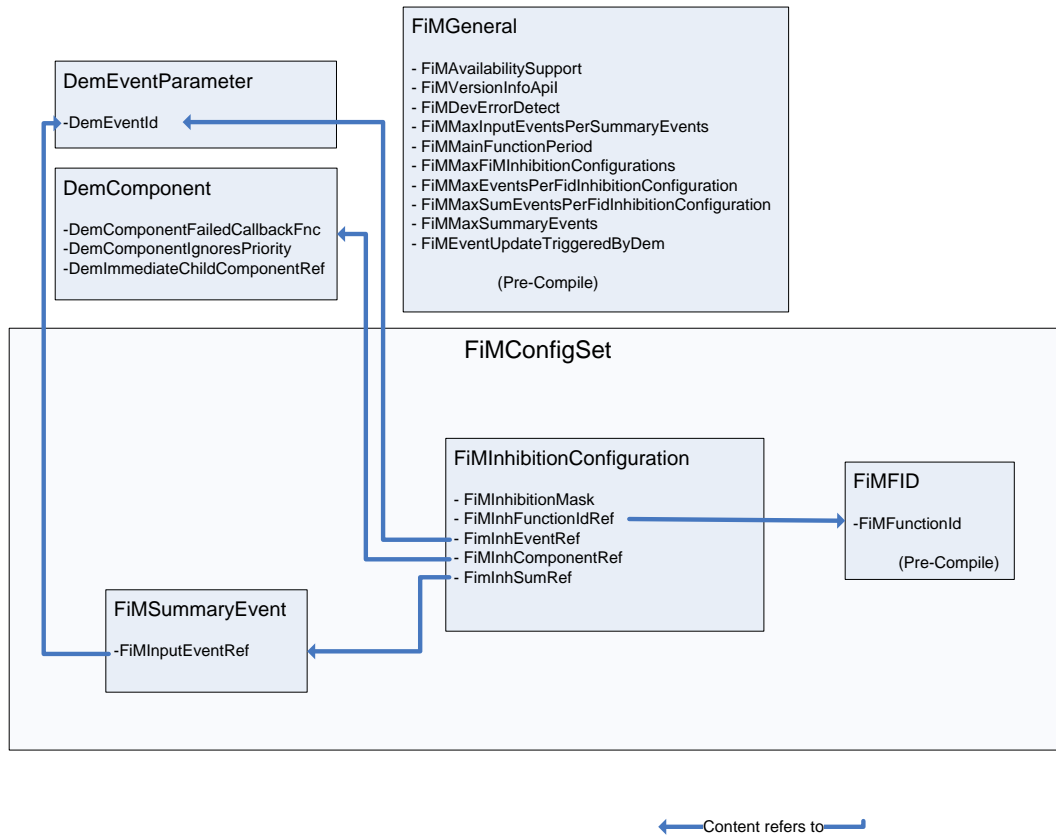 FiMGeneral
- FiMAvailabilitySupport
- FiMVersionInfoApiI
- FiMDevErrorDetect
- FiMMaxInputEventsPerSummaryEvents
- FiMMainFunctionPeriod
- FiMMaxFiMInhibitionConfigurations
- FiMMaxEventsPerFidInhibitionConfiguration
- FiMMaxSumEventsPerFidInhibitionConfiguration
- FiMMaxSummaryEvents
- FiMEventUpdateTriggeredByDem
(Pre-Compile)
DemEventParameter
-DemEventId
DemComponent
-DemComponentFailedCallbackFnc
-DemComponentIgnoresPriority
-DemImmediateChildComponentRef
FiMConfigSet
FiMInhibitionConfiguration
- FiMInhibitionMask
- FiMInhFunctionIdRef
- FimInhEventRef
- FiMInhComponentRef
- FimInhSumRef
FiMFID
-FiMFunctionId
(Pre-Compile)
FiMSummaryEvent
-FiMInputEventRef
Content refers to